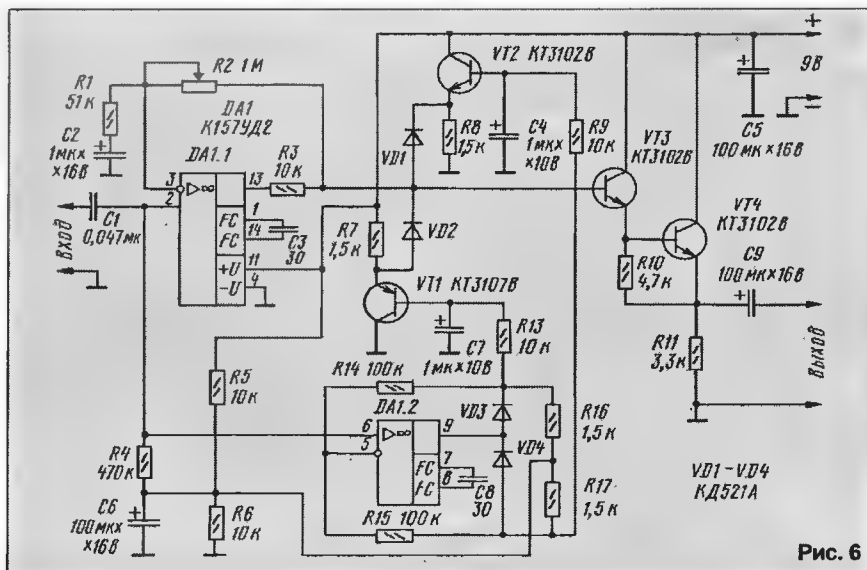 VT2 КТ3102В
+
9В
R2 1М
R1
51к
DA1
К157УД2
C2
1мк×
×16В
DA1.1
R3
10к
VD1
R8
1,5к
+
C4
1мк×
×10В
R9
10к
VT3
КТ3102В
+
C5
100мк×16В
VT4
КТ3102В
3
2
▷∞
13
FC
1
FC
14
+U
11
-U
4
C3
30
C1
0,047мк
Вход
R7
1,5к
VD2
VT1 КТ3107В
R10
4,7к
C9
100мк×16В
+
R11
3,3к
Выход
R5
10к
+
C7
1мк×10В
R13
10к
R14 100к
DA1.2
VD3
R16
1,5к
6
5
▷∞
9
FC
7
FC
8
VD4
C8
30
R17
1,5к
R4
470к
+
C6
100мк×
×16В
R6
10к
R15 100к
VD1-VD4
КД521А
Рис. 6